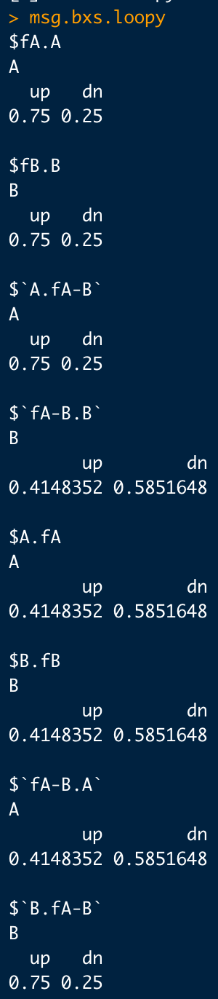 > msg.bxs.loopy
$fA.A
A
  up   dn
0.75 0.25
$fB.B
B
  up   dn
0.75 0.25
$`A.fA-B`
A
  up   dn
0.75 0.25
$`fA-B.B`
B
       up        dn
0.4148352 0.5851648
$A.fA
A
       up        dn
0.4148352 0.5851648
$B.fB
B
       up        dn
0.4148352 0.5851648
$`fA-B.A`
A
       up        dn
0.4148352 0.5851648
$`B.fA-B`
B
  up   dn
0.75 0.25